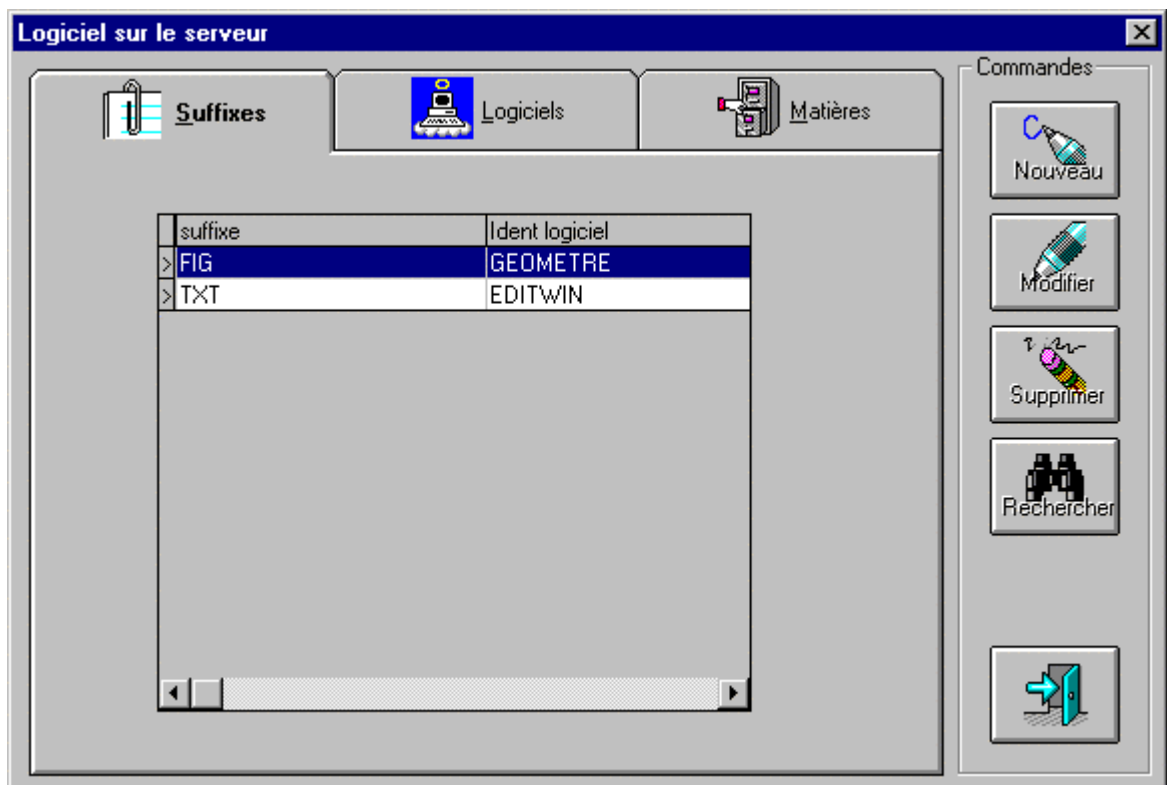 Logiciel sur le serveur
Suffixes
Logiciels
Matières
suffixe Ident logiciel
FIG GEOMETRE
TXT EDITWIN
Commandes
Nouveau
Modifier
Supprimer
Rechercher